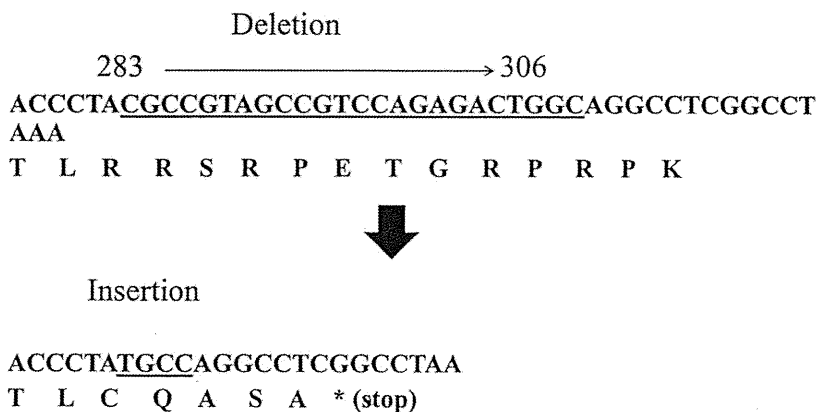 Deletion
283 306
ACCCTACGCCGTAGCCGTCCAGAGACTGGCAGGCCTCGGCCT
AAA
T L R R S R P E T G R P R P K
Insertion
ACCCTATGCCAGGCCTCGGCCTAA
T L C Q A S A * (stop)